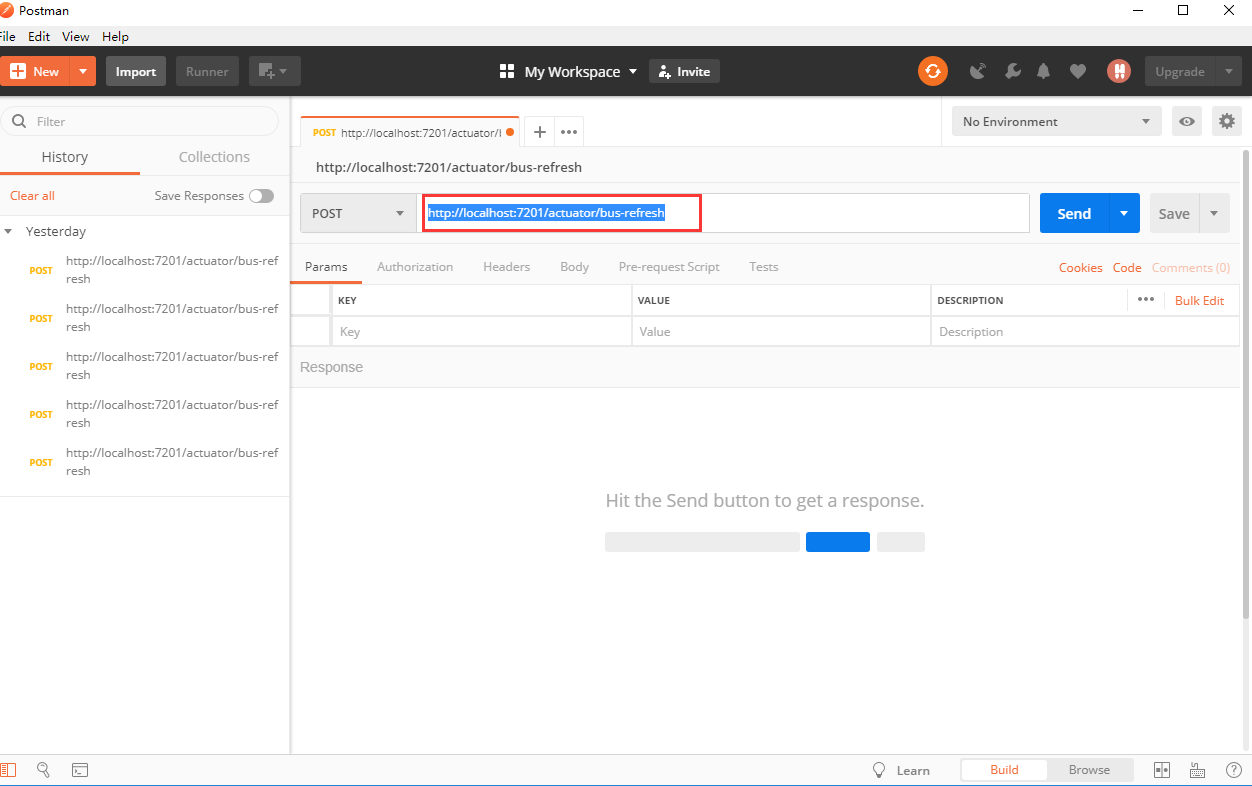 Postman
File Edit View Help
New Import Runner My Workspace Invite Upgrade
Filter
History Collections
Clear all Save Responses
Yesterday
POST http://localhost:7201/actuator/bus-ref
resh
POST http://localhost:7201/actuator/bus-ref
resh
POST http://localhost:7201/actuator/bus-ref
resh
POST http://localhost:7201/actuator/bus-ref
resh
POST http://localhost:7201/actuator/bus-ref
resh
POST http://localhost:7201/actuator/ + ••• No Environment
http://localhost:7201/actuator/bus-refresh
POST http://localhost:7201/actuator/bus-refresh Send Save
Params Authorization Headers Body Pre-request Script Tests Cookies Code Comments (0)
KEY VALUE DESCRIPTION ••• Bulk Edit
Key Value Description
Response
Hit the Send button to get a response.
Learn Build Browse